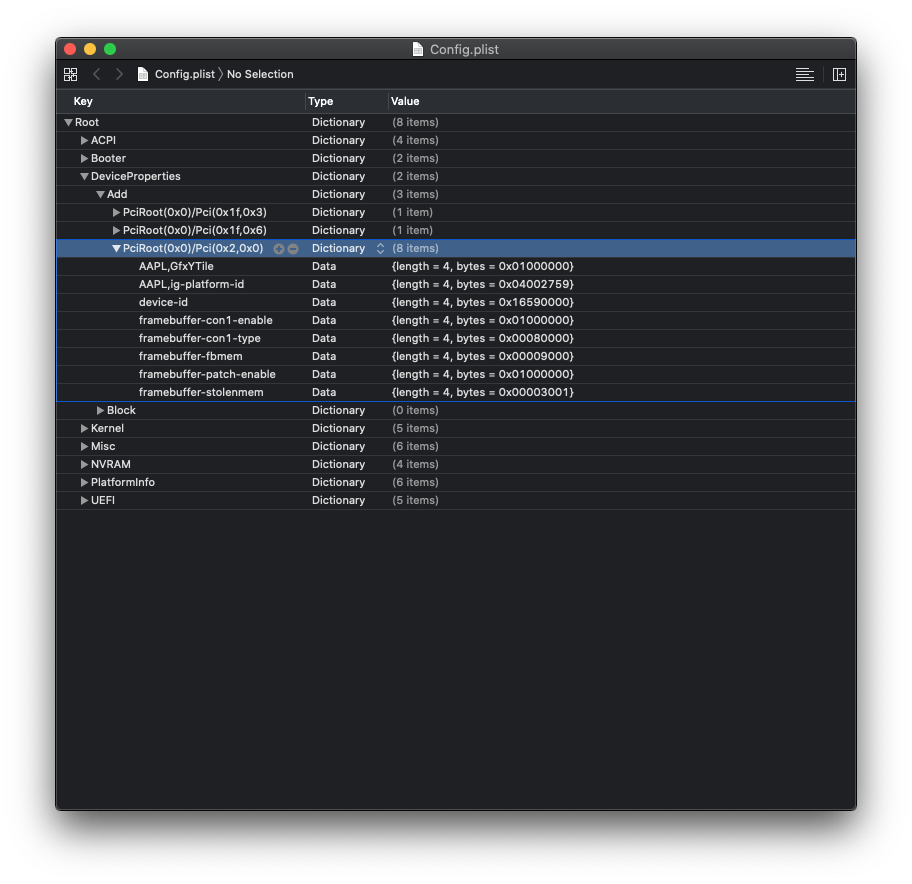 Config.plist
Config.plist 〉 No Selection
Key Type Value
Root Dictionary (8 items)
ACPI Dictionary (4 items)
Booter Dictionary (2 items)
DeviceProperties Dictionary (2 items)
Add Dictionary (3 items)
PciRoot(0x0)/Pci(0x1f,0x3) Dictionary (1 item)
PciRoot(0x0)/Pci(0x1f,0x6) Dictionary (1 item)
PciRoot(0x0)/Pci(0x2,0x0) Dictionary (8 items)
AAPL,GfxYTile Data {length = 4, bytes = 0x01000000}
AAPL,ig-platform-id Data {length = 4, bytes = 0x04002759}
device-id Data {length = 4, bytes = 0x16590000}
framebuffer-con1-enable Data {length = 4, bytes = 0x01000000}
framebuffer-con1-type Data {length = 4, bytes = 0x00080000}
framebuffer-fbmem Data {length = 4, bytes = 0x00009000}
framebuffer-patch-enable Data {length = 4, bytes = 0x01000000}
framebuffer-stolenmem Data {length = 4, bytes = 0x00003001}
Block Dictionary (0 items)
Kernel Dictionary (5 items)
Misc Dictionary (6 items)
NVRAM Dictionary (4 items)
PlatformInfo Dictionary (6 items)
UEFI Dictionary (5 items)